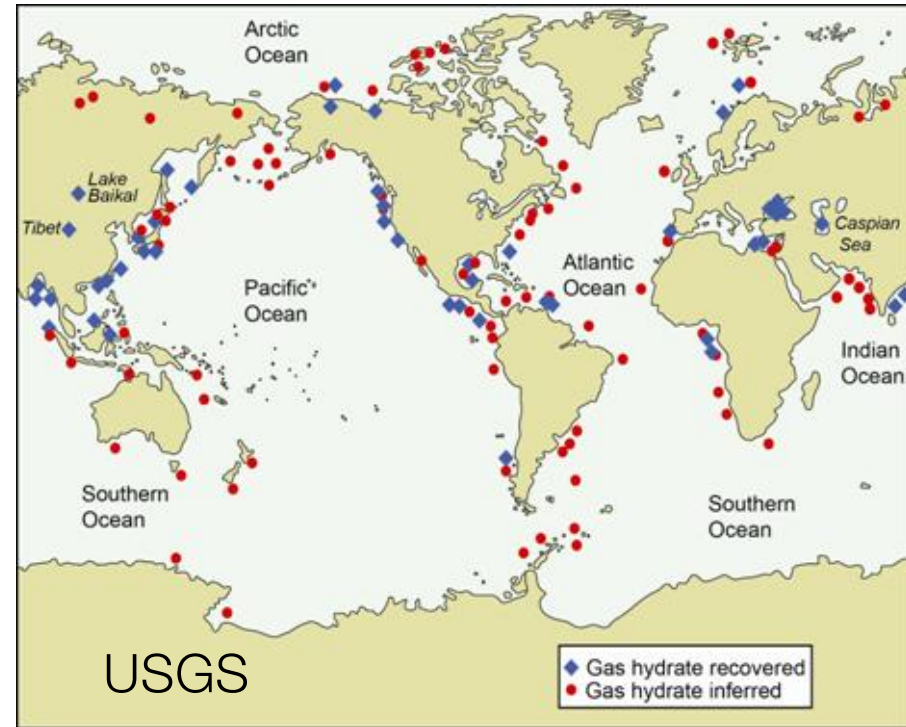 Arctic
Ocean
Lake
Baikal
Tibet
Caspian
Sea
Pacific
Ocean
Atlantic
Ocean
Indian
Ocean
Southern
Ocean
Southern
Ocean
USGS
Gas hydrate recovered
Gas hydrate inferred